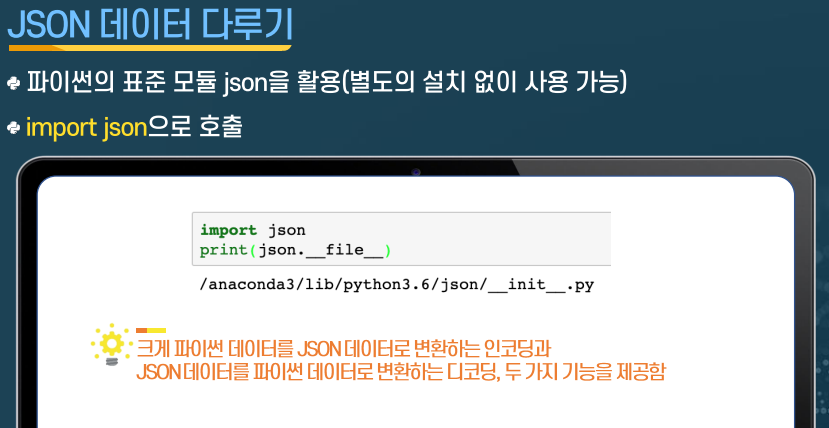 JSON 데이터 다루기
파이썬의 표준 모듈 json을 활용(별도의 설치 없이 사용 가능)
import json으로 호출
import json
print(json.__file__)
/anaconda3/lib/python3.6/json/__init__.py
크게 파이썬 데이터를 JSON 데이터로 변환하는 인코딩과
JSON 데이터를 파이썬 데이터로 변환하는 디코딩, 두 가지 기능을 제공함